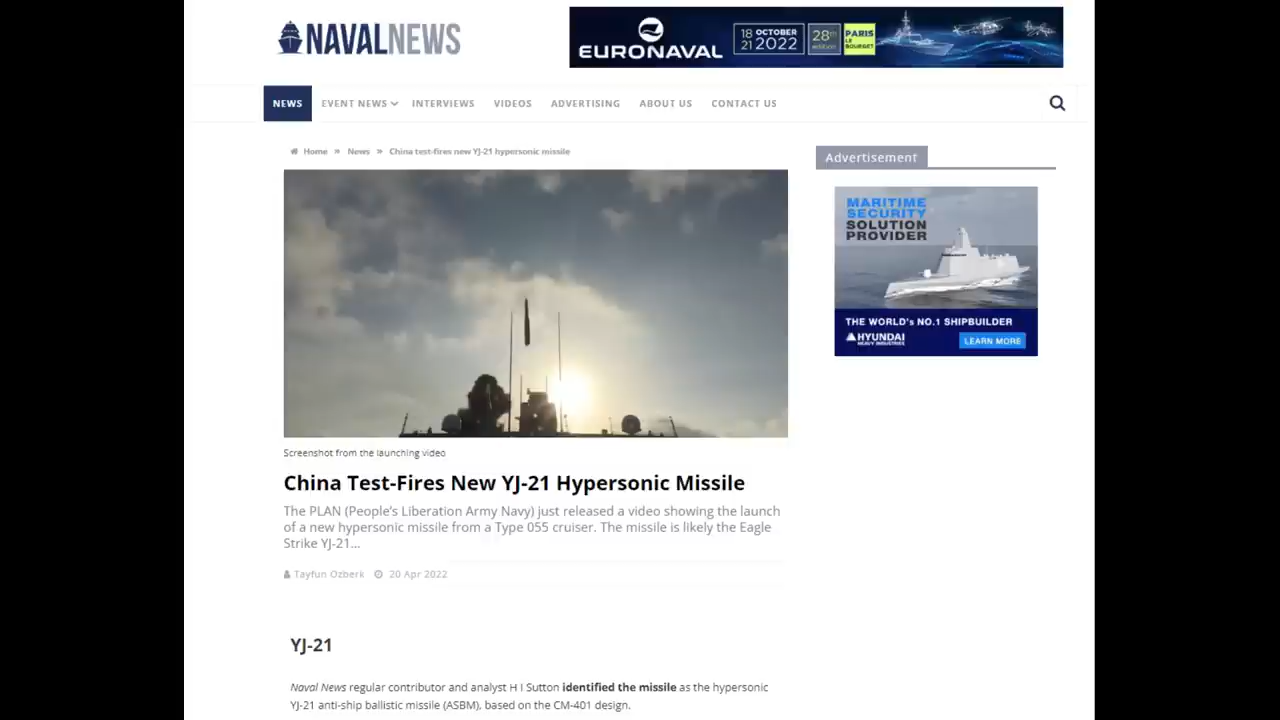 NAVALNEWS
EURONAVAL
18
21
OCTOBER
2022
28th
edition
PARIS
LE
BOURGET
NEWS
EVENT NEWS
INTERVIEWS
VIDEOS
ADVERTISING
ABOUT US
CONTACT US
Home » News » China test-fires new YJ-21 hypersonic missile
Advertisement
MARITIME
SECURITY
SOLUTION
PROVIDER
THE WORLD's NO.1 SHIPBUILDER
HYUNDAI
HEAVY INDUSTRIES
LEARN MORE
Screenshot from the launching video
China Test-Fires New YJ-21 Hypersonic Missile
The PLAN (People's Liberation Army Navy) just released a video showing the launch
of a new hypersonic missile from a Type 055 cruiser. The missile is likely the Eagle
Strike YJ-21...
Tayfun Ozberk 20 Apr 2022
YJ-21
Naval News regular contributor and analyst H I Sutton identified the missile as the hypersonic
YJ-21 anti-ship ballistic missile (ASBM), based on the CM-401 design.